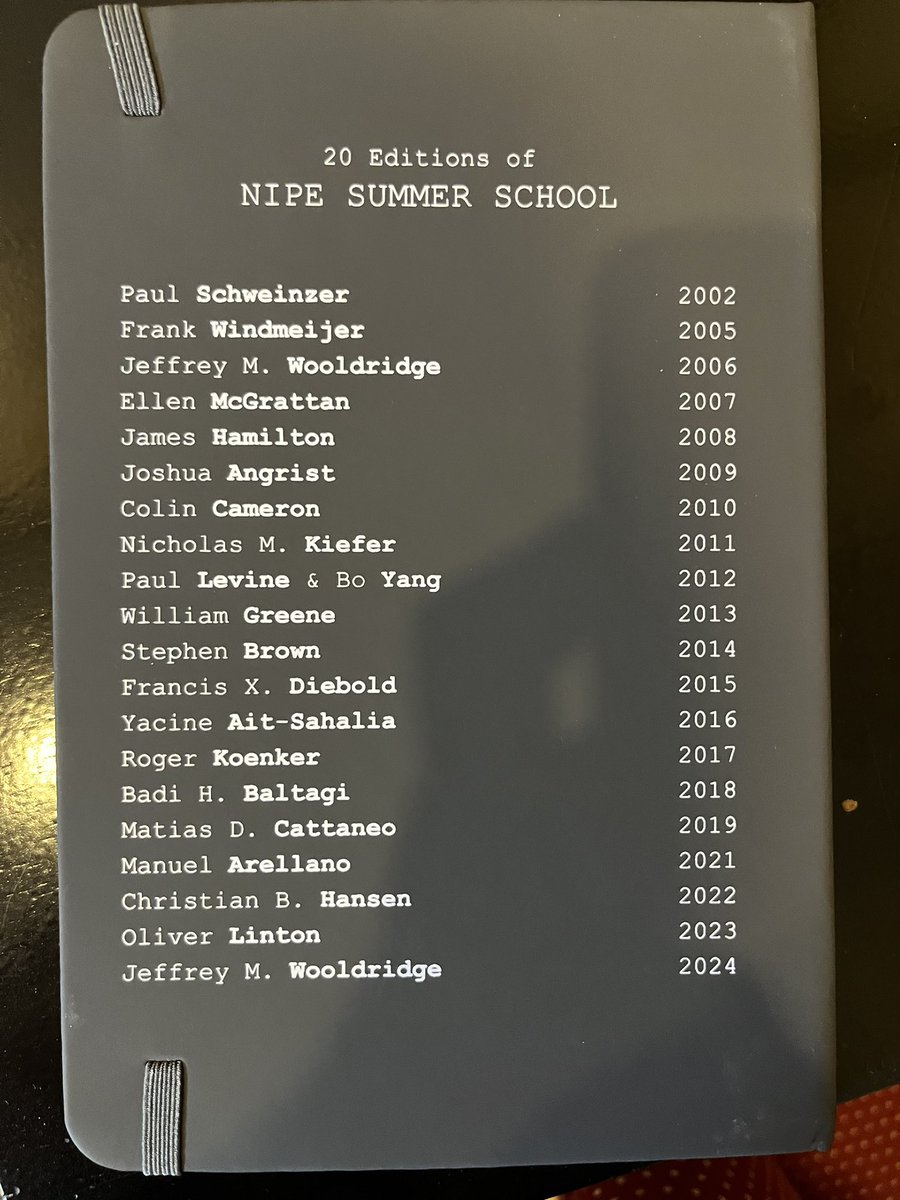 20 Editions of
NIPE SUMMER SCHOOL
Paul Schweinzer 2002
Frank Windmeijer 2005
Jeffrey M. Wooldridge 2006
Ellen McGrattan 2007
James Hamilton 2008
Joshua Angrist 2009
Colin Cameron 2010
Nicholas M. Kiefer 2011
Paul Levine & Bo Yang 2012
William Greene 2013
Stephen Brown 2014
Francis X. Diebold 2015
Yacine Ait-Sahalia 2016
Roger Koenker 2017
Badi H. Baltagi 2018
Matias D. Cattaneo 2019
Manuel Arellano 2021
Christian B. Hansen 2022
Oliver Linton 2023
Jeffrey M. Wooldridge 2024